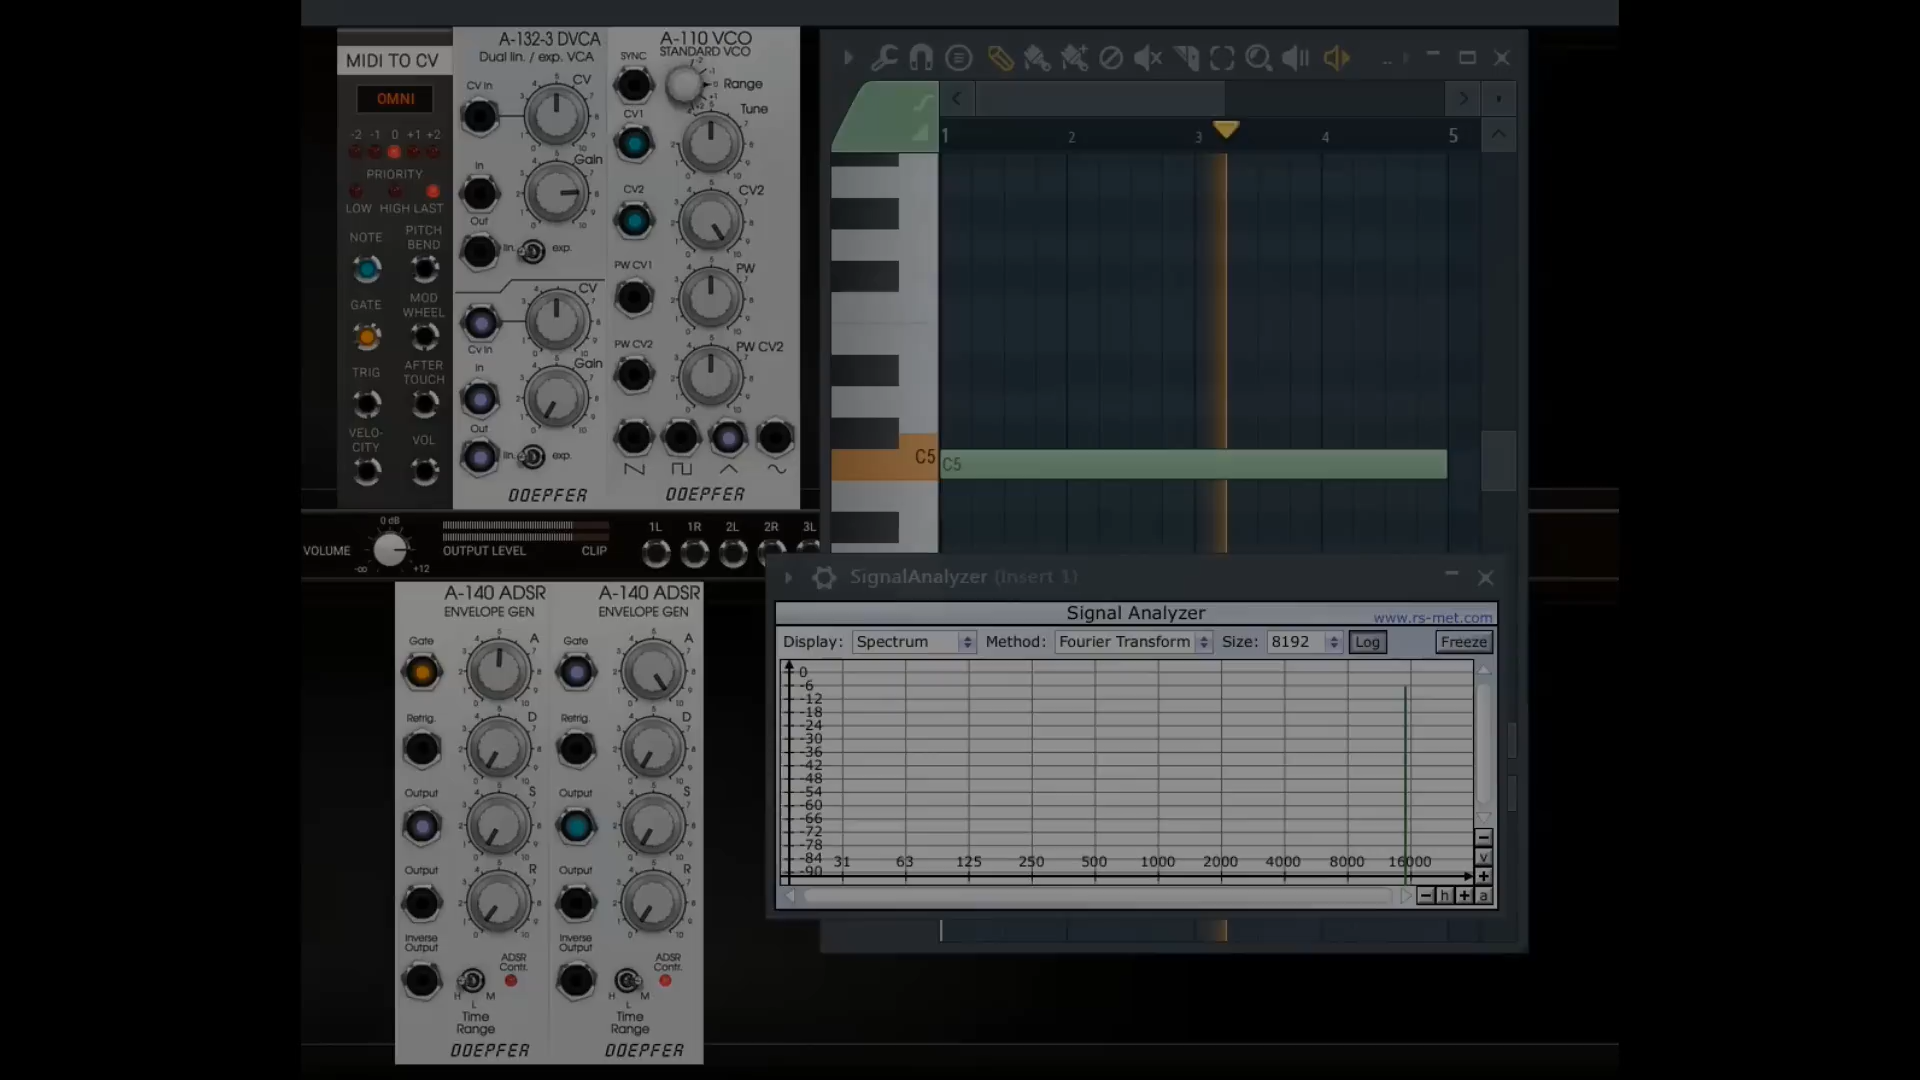 MIDI TO CV
OMNI
-2 -1 0 +1 +2
PRIORITY
LOW HIGH LAST
NOTE
PITCH BEND
GATE
MOD WHEEL
TRIG
AFTER TOUCH
VELO-CITY
VOL
A-132-3 DVCA
Dual lin. / exp. VCA
CV In
CV
In
Gain
Out
lin.
exp.
CV
Cv In
Gain
In
Out
lin.
exp.
DOEPFER
A-110 VCO
STANDARD VCO
SYNC
Range
CV1
Tune
CV2
CV2
PW CV1
PW
PW CV2
PW CV2
DOEPFER
1 2 3 4 5
C5
C5
VOLUME
0 dB
-∞
+12
OUTPUT LEVEL
CLIP
1L 1R 2L 2R 3L
A-140 ADSR
ENVELOPE GEN
Gate
A
Retrig.
D
Output
S
Output
R
Inverse Output
ADSR Contr.
H L M
Time Range
DOEPFER
A-140 ADSR
ENVELOPE GEN
Gate
A
Retrig.
D
Output
S
Output
R
Inverse Output
ADSR Contr.
H L M
Time Range
DOEPFER
SignalAnalyzer (Insert 1)
Signal Analyzer
www.rs-met.com
Display: Spectrum Method: Fourier Transform Size: 8192 Log Freeze
0
-6
-12
-18
-24
-30
-36
-42
-48
-54
-60
-66
-72
-78
-84
-90
31 63 125 250 500 1000 2000 4000 8000 16000
v
h
a